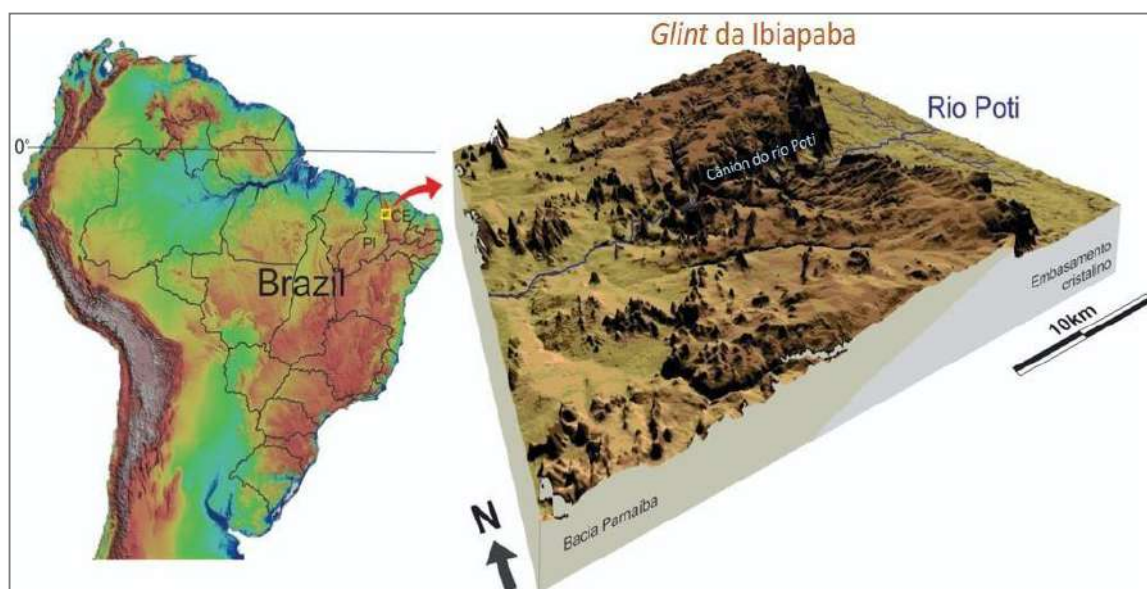 Glint da Ibiapaba
Rio Poti
Cânion do rio Poti
0°
CE
PI
Brazil
Embasamento
cristalino
10km
N
Bacia Parnaíba